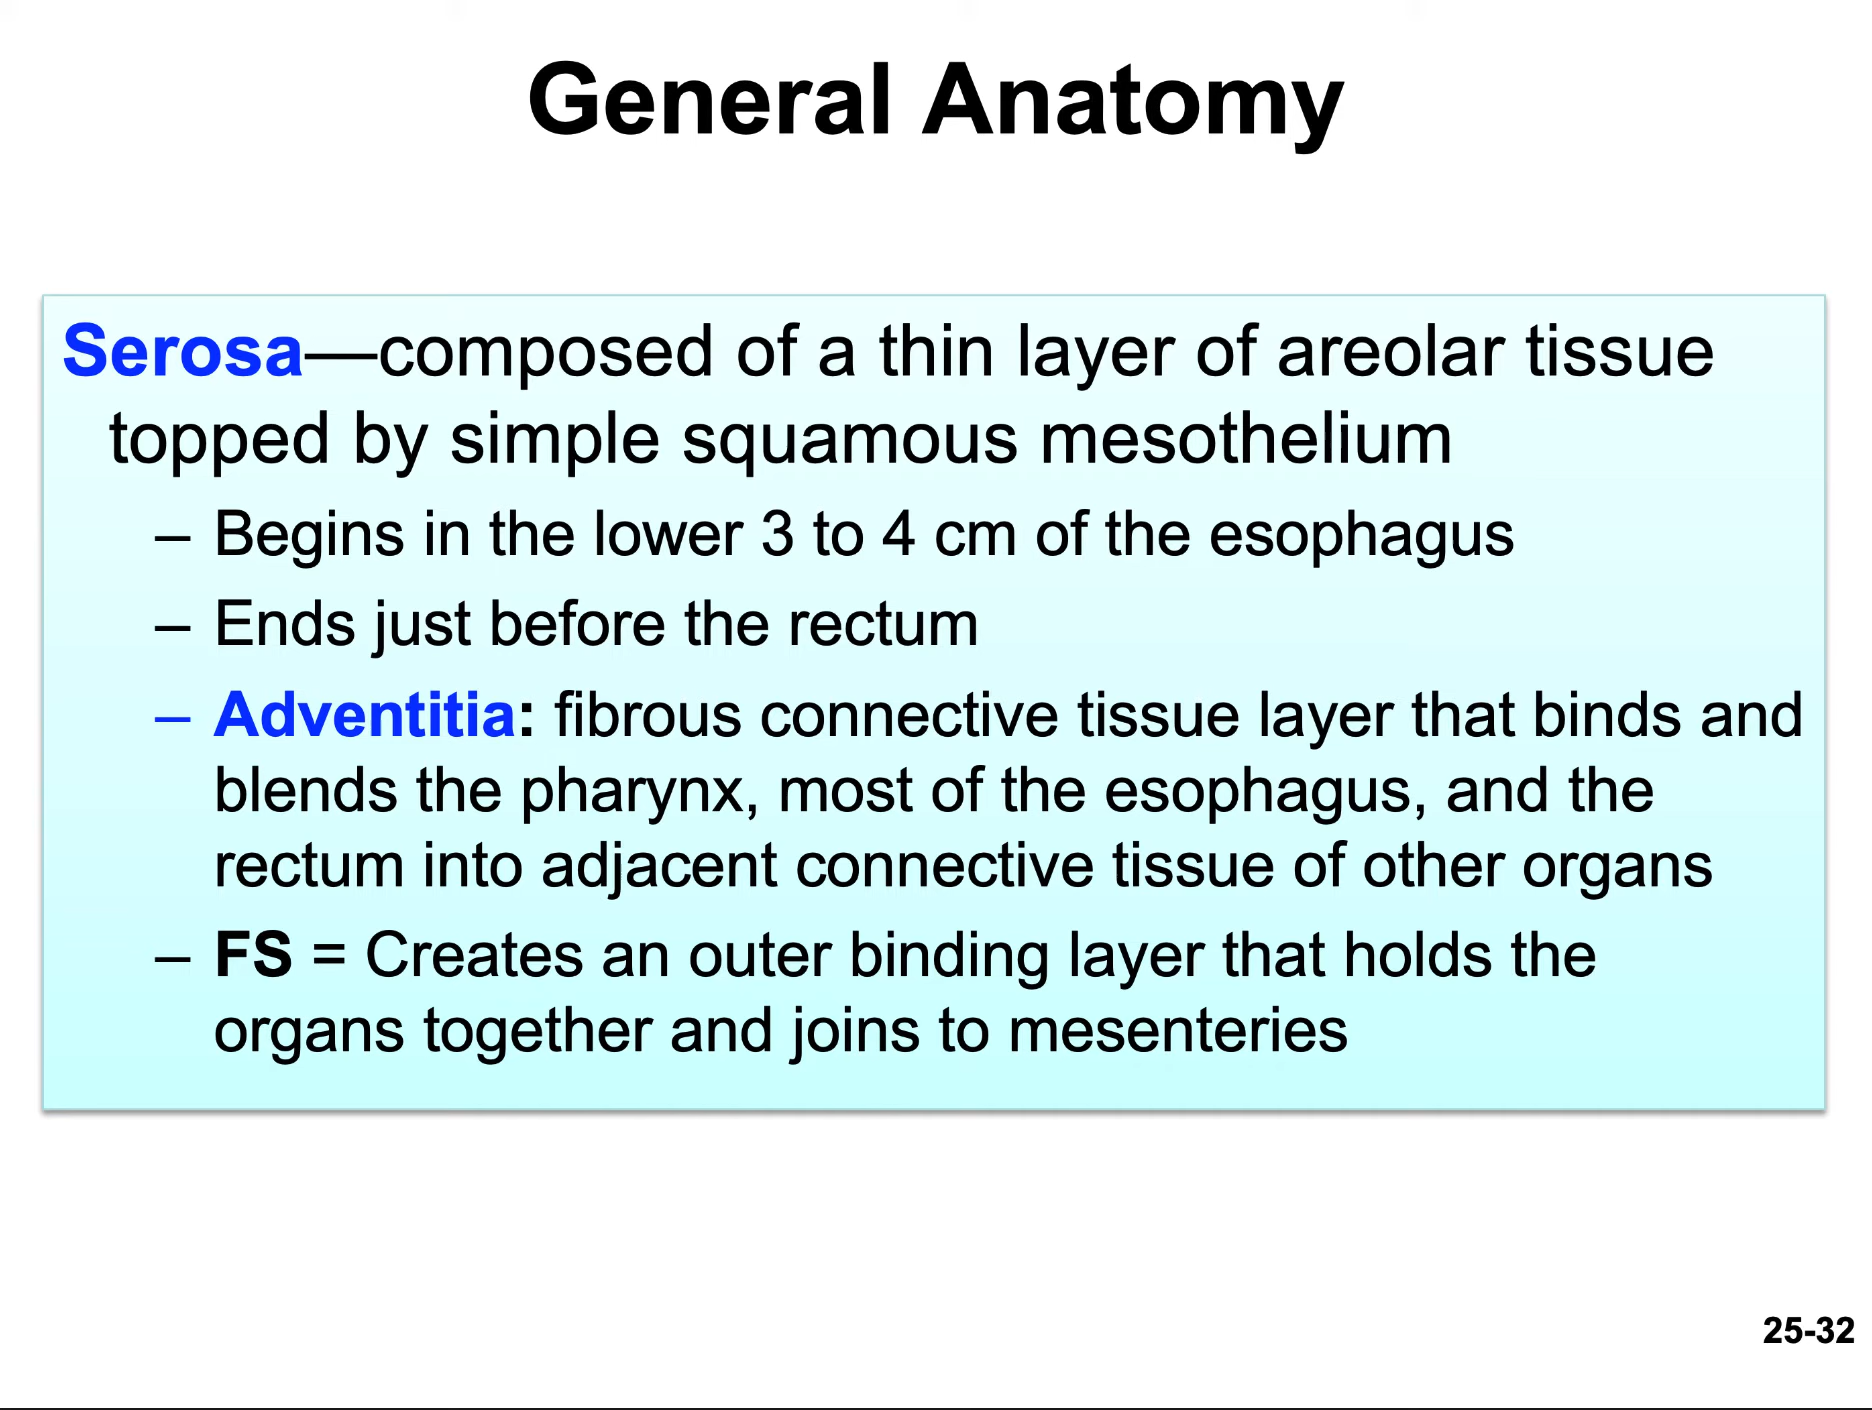 General Anatomy
Serosa—composed of a thin layer of areolar tissue
topped by simple squamous mesothelium
– Begins in the lower 3 to 4 cm of the esophagus
– Ends just before the rectum
– Adventitia: fibrous connective tissue layer that binds and
blends the pharynx, most of the esophagus, and the
rectum into adjacent connective tissue of other organs
– FS = Creates an outer binding layer that holds the
organs together and joins to mesenteries
25-32